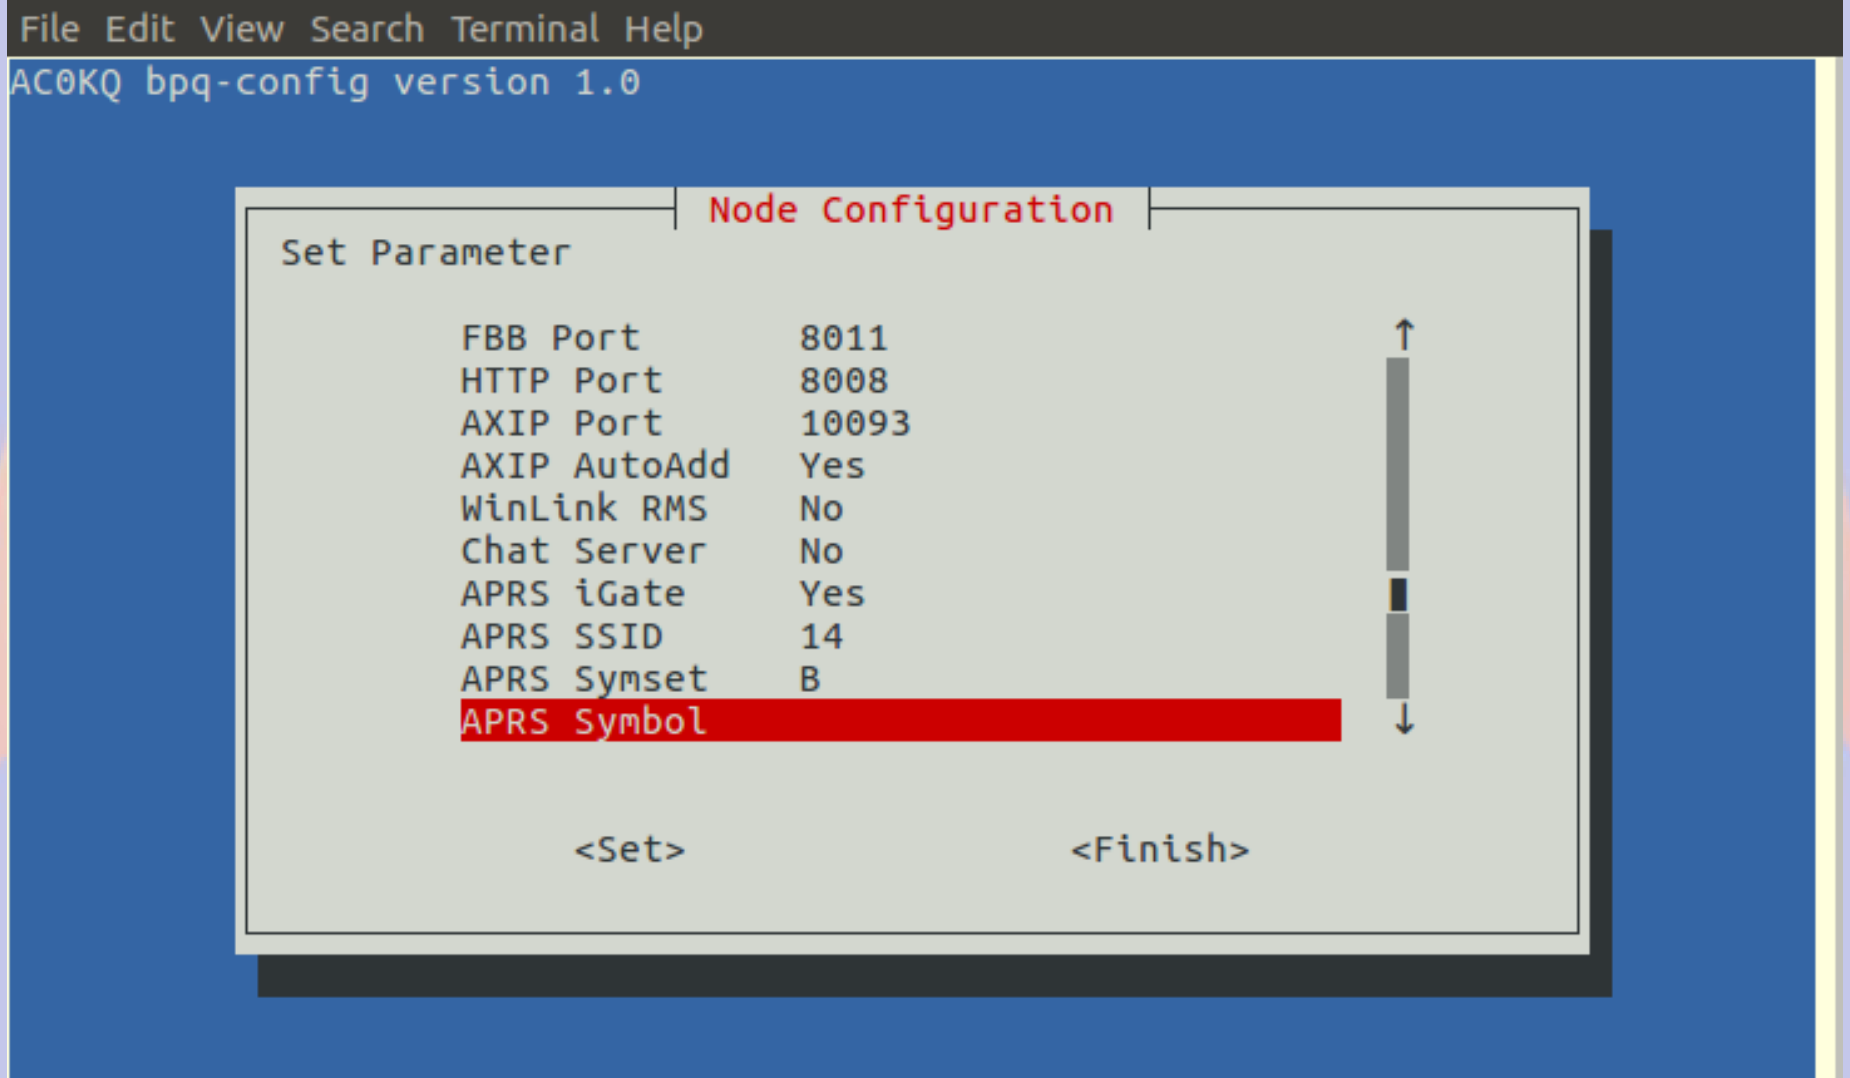 File Edit View Search Terminal Help
AC0KQ bpq-config version 1.0
Node Configuration
Set Parameter
FBB Port 8011
HTTP Port 8008
AXIP Port 10093
AXIP AutoAdd Yes
WinLink RMS No
Chat Server No
APRS iGate Yes
APRS SSID 14
APRS Symset B
APRS Symbol
<Set> <Finish>